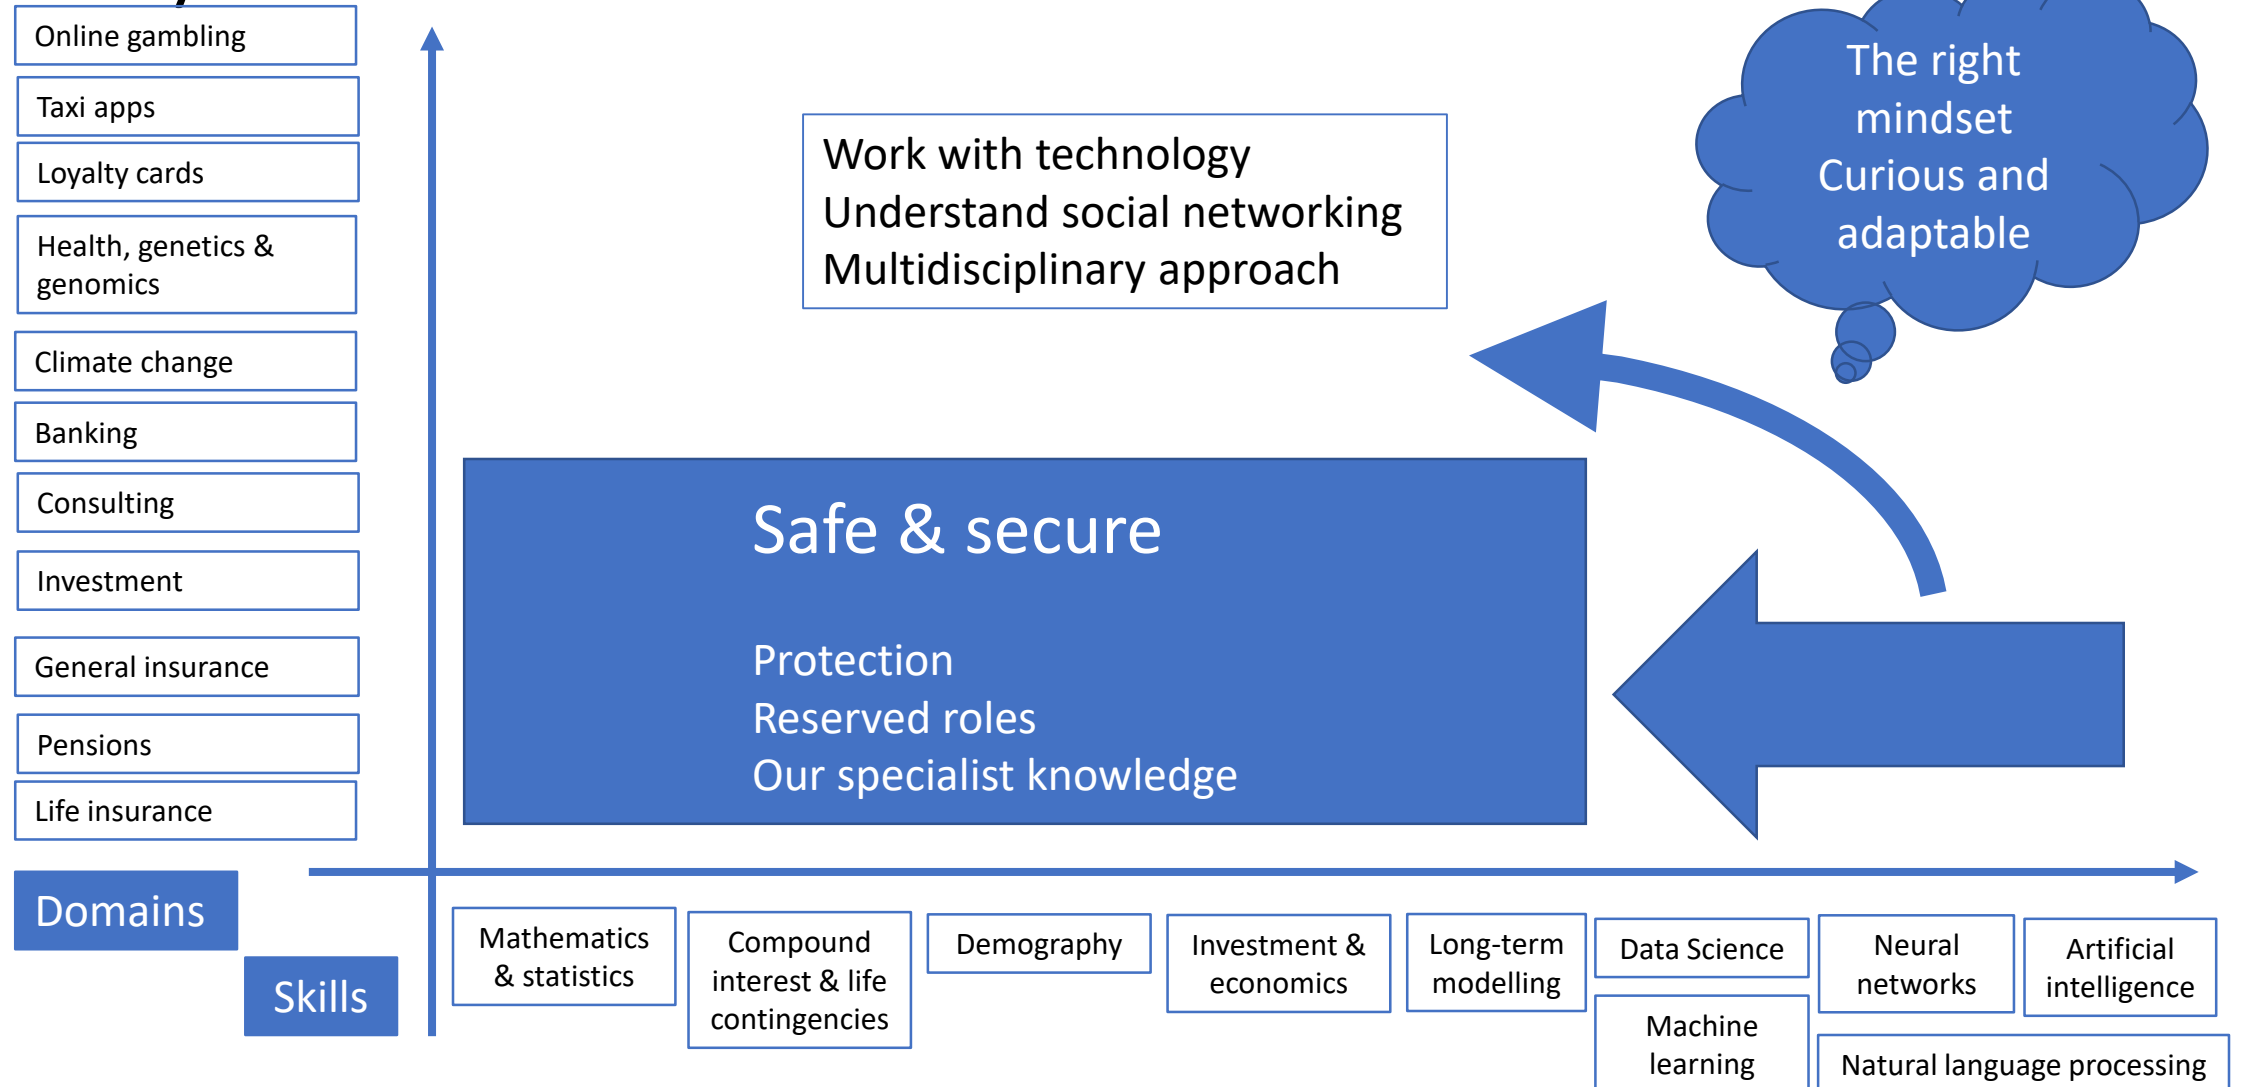 Online gambling
Taxi apps
Loyalty cards
Health, genetics &
genomics
Climate change
Banking
Consulting
Investment
General insurance
Pensions
Life insurance
Domains
Skills
Work with technology
Understand social networking
Multidisciplinary approach
The right
mindset
Curious and
adaptable
Safe & secure
Protection
Reserved roles
Our specialist knowledge
Mathematics
& statistics
Compound
interest & life
contingencies
Demography
Investment &
economics
Long-term
modelling
Data Science
Machine
learning
Neural
networks
Artificial
intelligence
Natural language processing